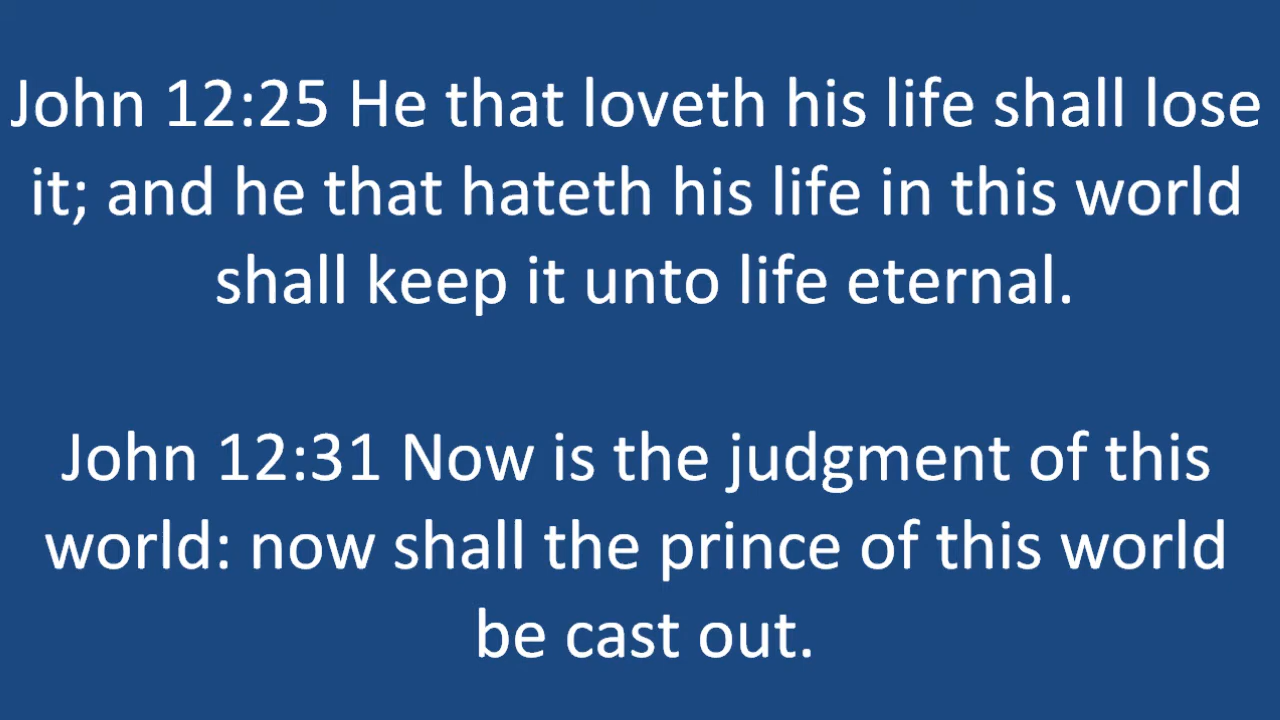 John 12:25 He that loveth his life shall lose
it; and he that hateth his life in this world
shall keep it unto life eternal.
John 12:31 Now is the judgment of this
world: now shall the prince of this world
be cast out.